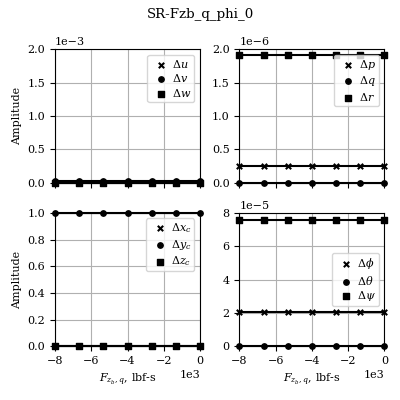 SR-Fzb_q_phi_0
1e−3
1e−6
2.0
1.5
1.0
0.5
0.0
Amplitude
Δu
Δv
Δw
2.0
1.5
1.0
0.5
0.0
Δp
Δq
Δr
1e−5
1.0
0.8
0.6
0.4
0.2
0.0
Amplitude
Δx_c
Δy_c
Δz_c
−8 −6 −4 −2 0
1e3
F_{z_b, q}, lbf-s
8
6
4
2
0
Δϕ
Δθ
Δψ
−8 −6 −4 −2 0
1e3
F_{z_b, q}, lbf-s